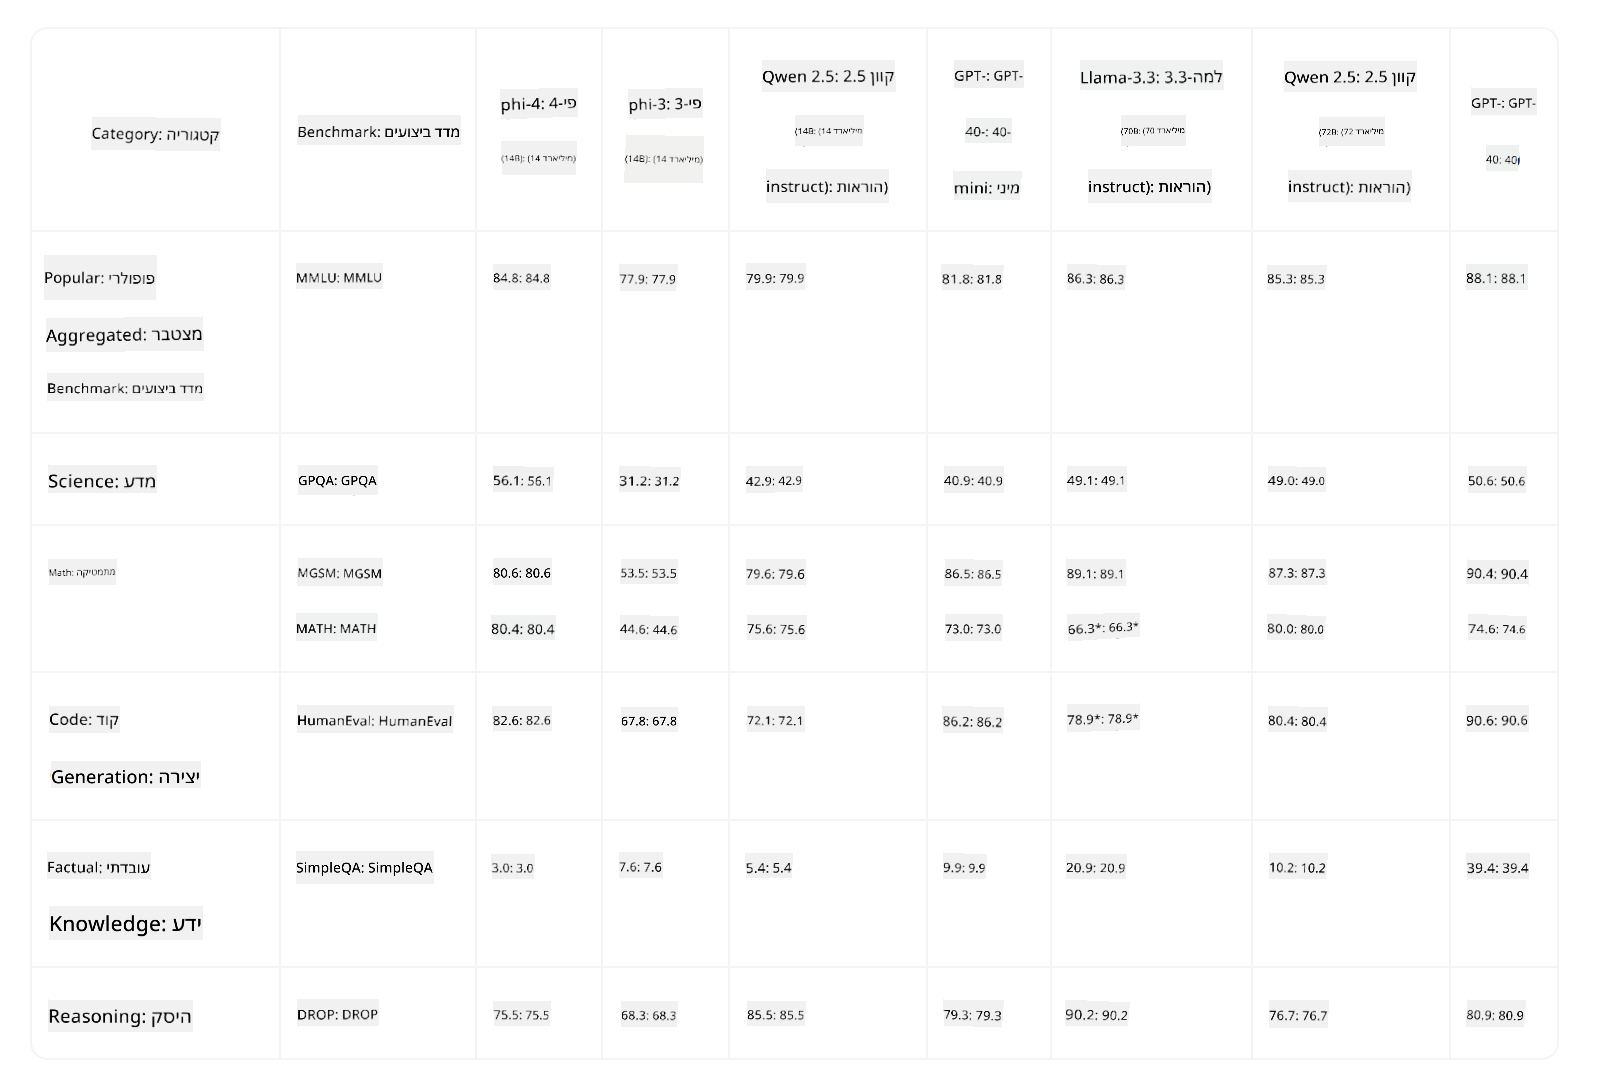 Category: קטגוריה
Benchmark: מדד ביצועים
phi-4: פי-4
(14B): (14 מיליארד)
phi-3: פי-3
(14B): (14 מיליארד)
Qwen 2.5: קוון 2.5
(14B: (14 מיליארד
instruct): הוראות)
GPT-: GPT-
4o-: 4o-
mini: מיני
Llama-3.3: למה-3.3
(70B: (70 מיליארד
instruct): הוראות)
Qwen 2.5: קוון 2.5
(72B: (72 מיליארד
instruct): הוראות)
GPT-: GPT-
4o: 4o
Popular: פופולרי
Aggregated: מצטבר
Benchmark: מדד ביצועים
MMLU: MMLU
84.8: 84.8
77.9: 77.9
79.9: 79.9
81.8: 81.8
86.3: 86.3
85.3: 85.3
88.1: 88.1
Science: מדע
GPQA: GPQA
56.1: 56.1
31.2: 31.2
42.9: 42.9
40.9: 40.9
49.1: 49.1
49.0: 49.0
50.6: 50.6
Math: מתמטיקה
MGSM: MGSM
80.6: 80.6
53.5: 53.5
79.6: 79.6
86.5: 86.5
89.1: 89.1
87.3: 87.3
90.4: 90.4
MATH: MATH
80.4: 80.4
44.6: 44.6
75.6: 75.6
73.0: 73.0
66.3*: 66.3*
80.0: 80.0
74.6: 74.6
Code: קוד
Generation: יצירה
HumanEval: HumanEval
82.6: 82.6
67.8: 67.8
72.1: 72.1
86.2: 86.2
78.9*: 78.9*
80.4: 80.4
90.6: 90.6
Factual: עובדתי
Knowledge: ידע
SimpleQA: SimpleQA
3.0: 3.0
7.6: 7.6
5.4: 5.4
9.9: 9.9
20.9: 20.9
10.2: 10.2
39.4: 39.4
Reasoning: היסק
DROP: DROP
75.5: 75.5
68.3: 68.3
85.5: 85.5
79.3: 79.3
90.2: 90.2
76.7: 76.7
80.9: 80.9